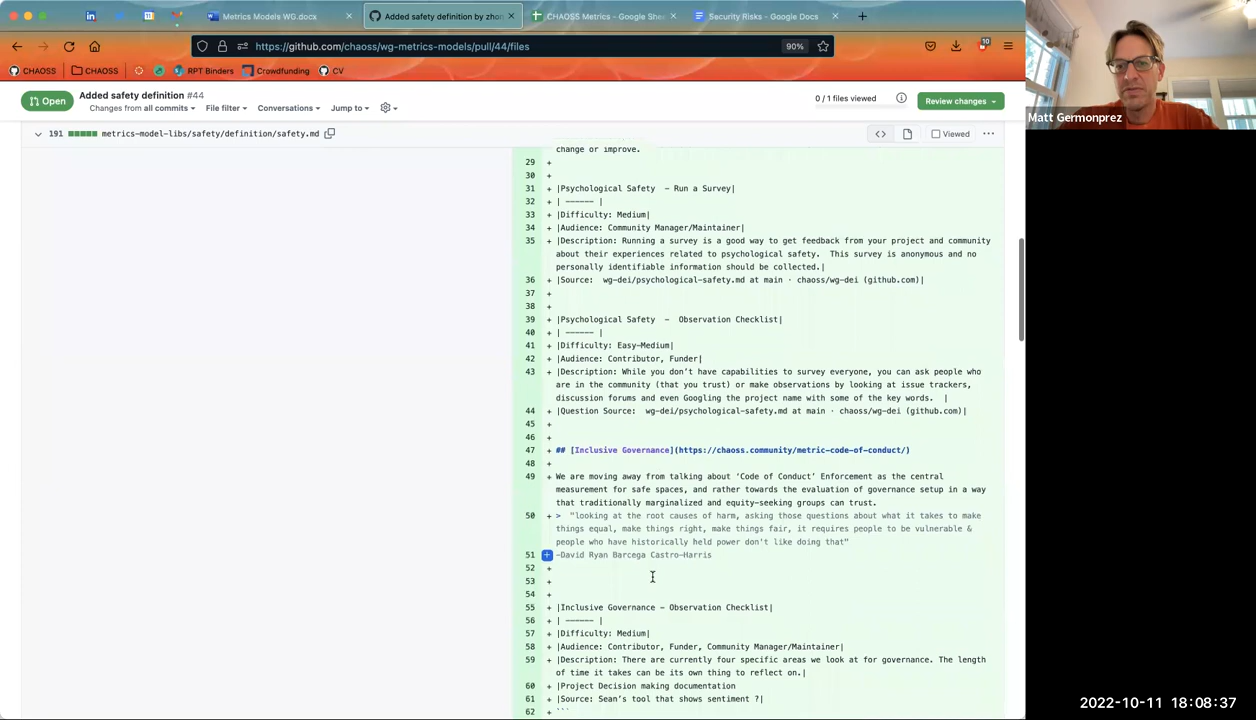 Metrics Models WG.docx
Added safety definition by zhon
CHAOSS Metrics - Google She
Security Risks - Google Docs
https://github.com/chaoss/wg-metrics-models/pull/44/files
90%
10
CHAOSS
CHAOSS
RPT Binders
Crowdfunding
CV
Open
Added safety definition #44
Changes from all commits
File filter
Conversations
Jump to
0 / 1 files viewed
Review changes
191
metrics-model-libs/safety/definition/safety.md
Viewed
change or improve.
29 +
30 +
31 + |Psychological Safety - Run a Survey|
32 + | ------ |
33 + |Difficulty: Medium|
34 + |Audience: Community Manager/Maintainer|
35 + |Description: Running a survey is a good way to get feedback from your project and community
about their experiences related to psychological safety. This survey is anonymous and no
personally identifiable information should be collected.|
36 + |Source: wg-dei/psychological-safety.md at main · chaoss/wg-dei (github.com)|
37 +
38 +
39 + |Psychological Safety - Observation Checklist|
40 + | ------ |
41 + |Difficulty: Easy-Medium|
42 + |Audience: Contributor, Funder|
43 + |Description: While you don't have capabilities to survey everyone, you can ask people who
are in the community (that you trust) or make observations by looking at issue trackers,
discussion forums and even Googling the project name with some of the key words. |
44 + |Question Source: wg-dei/psychological-safety.md at main · chaoss/wg-dei (github.com)|
45 +
46 +
47 + ## [Inclusive Governance](https://chaoss.community/metric-code-of-conduct/)
48 +
49 + We are moving away from talking about 'Code of Conduct' Enforcement as the central
measurement for safe spaces, and rather towards the evaluation of governance setup in a way
that traditionally marginalized and equity-seeking groups can trust.
50 + > "looking at the root causes of harm, asking those questions about what it takes to make
things equal, make things right, make things fair, it requires people to be vulnerable &
people who have historically held power don't like doing that"
51 + -David Ryan Barcega Castro-Harris
52 +
53 +
54 +
55 + |Inclusive Governance - Observation Checklist|
56 + | ------ |
57 + |Difficulty: Medium|
58 + |Audience: Contributor, Funder, Community Manager/Maintainer|
59 + |Description: There are currently four specific areas we look at for governance. The length
of time it takes can be its own thing to reflect on.|
60 + |Project Decision making documentation
61 + |Source: Sean's tool that shows sentiment ?|
62 + ```
Matt Germonprez
2022-10-11 18:08:37